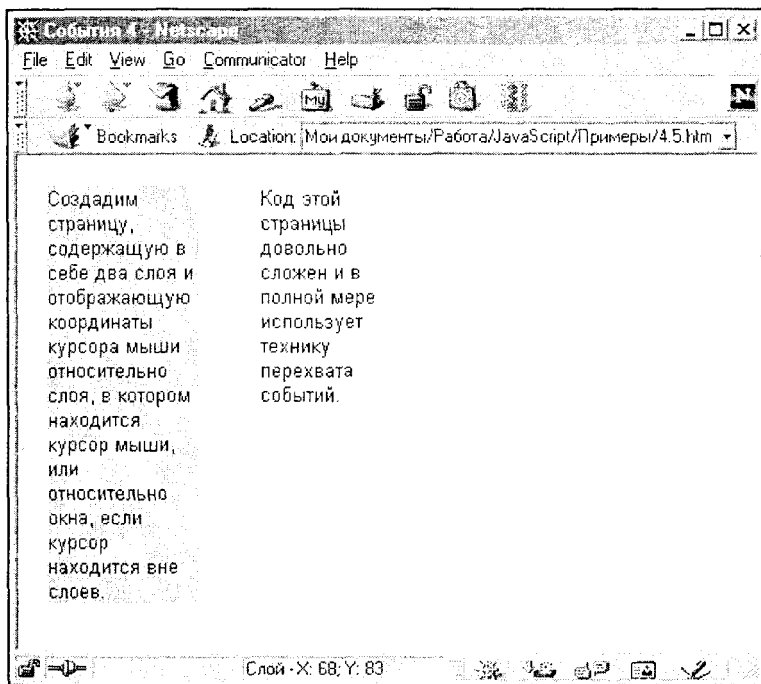 События 4 - Netscape
File Edit View Go Communicator Help
My
N
Bookmarks Location: Мои документы/Работа/JavaScript/Примеры/4.5.htm
Создадим
страницу,
содержащую в
себе два слоя и
отображающую
координаты
курсора мыши
относительно
слоя, в котором
находится
курсор мыши,
или
относительно
окна, если
курсор
находится вне
слоев.
Код этой
страницы
довольно
сложен и в
полной мере
использует
технику
перехвата
событий.
Слой - X: 68; Y: 83